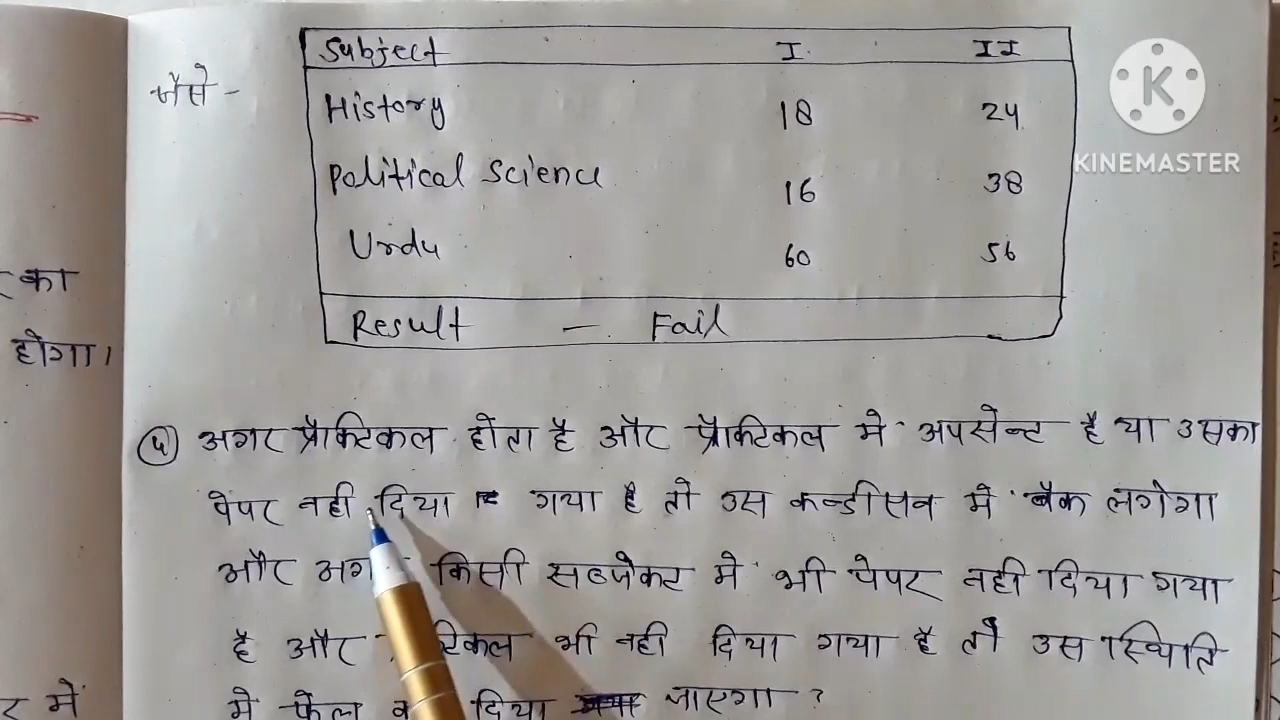 Subject I. II
जैसे -
History 18 24
Political Science 16 38
Urdu 60 56
Result — Fail
K
KINEMASTER
का
होगा।
५ अगर प्रैक्टिकल होता है और प्रैक्टिकल मे अपसेन्ट है या उसका
पेपर नही दिया गया है तो उस कन्डीसन मे बैक लगेगा
और किसी सब्जेक्ट मे भी पेपर नही दिया गया
है और भी नही दिया गया है तो उस स्थिति
मे फेल दिया जाएगा ?
र में